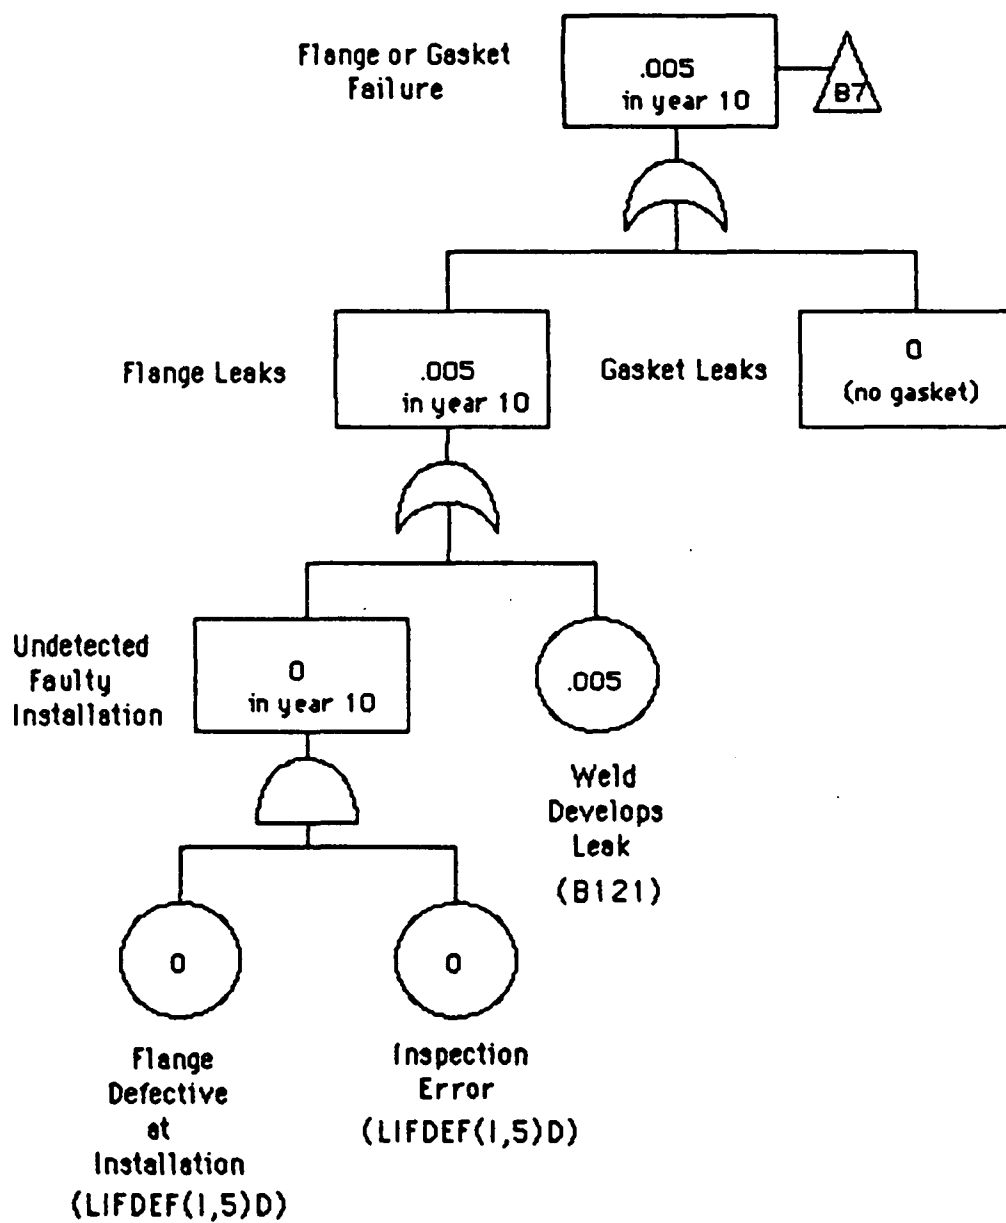 Flange or Gasket
Failure
.005
in year 10
B7
Flange Leaks
.005
in year 10
Gasket Leaks
0
(no gasket)
Undetected
Faulty
Installation
0
in year 10
.005
Weld
Develops
Leak
(B121)
0
0
Flange
Defective
at
Installation
(LIFDEF(1,5)D)
Inspection
Error
(LIFDEF(1,5)D)